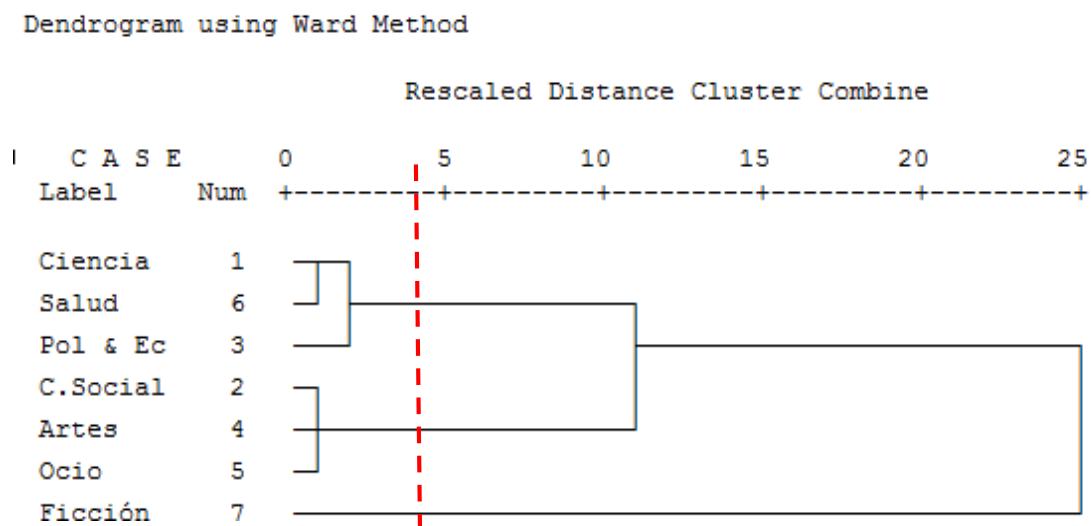 Dendrogram using Ward Method
Rescaled Distance Cluster Combine
C A S E 0 5 10 15 20 25
Label Num +---------+---------+---------+---------+---------+
Ciencia 1
Salud 6
Pol & Ec 3
C.Social 2
Artes 4
Ocio 5
Ficción 7